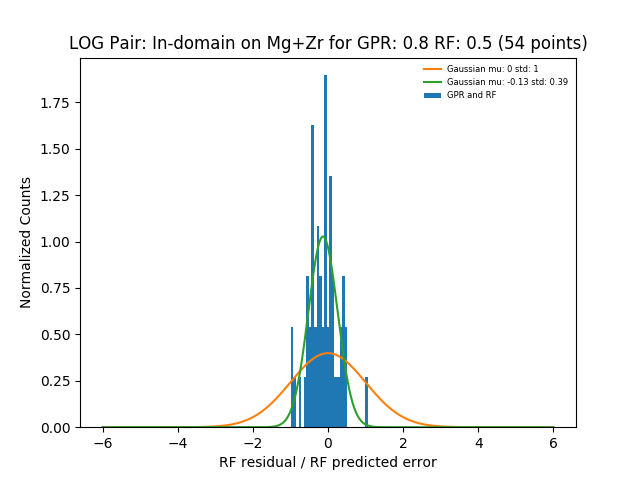 LOG Pair: In-domain on Mg+Zr for GPR: 0.8 RF: 0.5 (54 points)
Gaussian mu: 0 std: 1
Gaussian mu: -0.13 std: 0.39
GPR and RF
Normalized Counts
1.75
1.50
1.25
1.00
0.75
0.50
0.25
0.00
−6
−4
−2
0
2
4
6
RF residual / RF predicted error